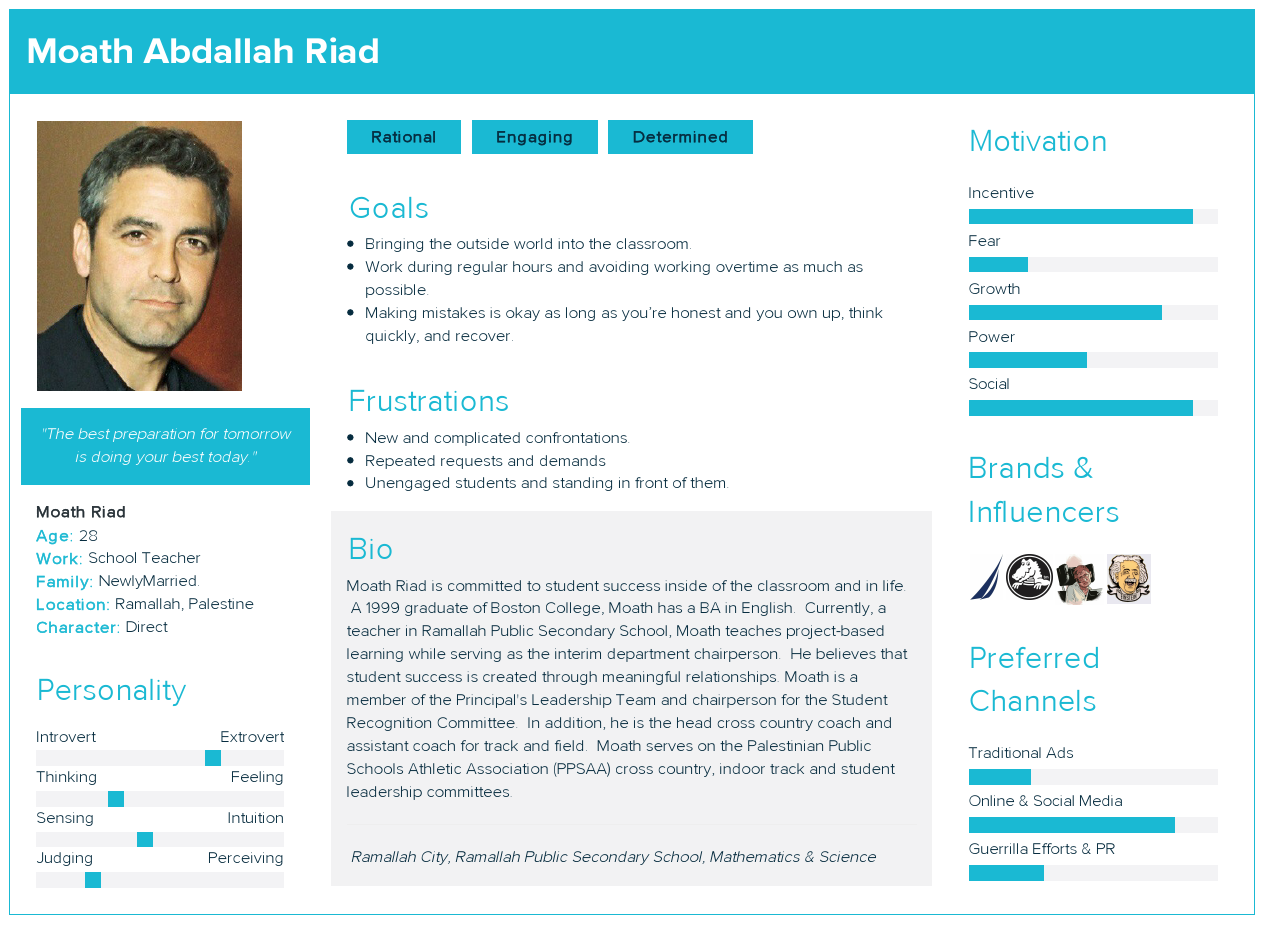 Moath Abdallah Riad
"The best preparation for tomorrow
is doing your best today."
Moath Riad
Age: 28
Work: School Teacher
Family: NewlyMarried.
Location: Ramallah, Palestine
Character: Direct
Personality
Introvert Extrovert
Thinking Feeling
Sensing Intuition
Judging Perceiving
Rational Engaging Determined
Goals
Bringing the outside world into the classroom.
Work during regular hours and avoiding working overtime as much as
possible.
Making mistakes is okay as long as you’re honest and you own up, think
quickly, and recover.
Frustrations
New and complicated confrontations.
Repeated requests and demands
Unengaged students and standing in front of them.
Bio
Moath Riad is committed to student success inside of the classroom and in life.
A 1999 graduate of Boston College, Moath has a BA in English.  Currently, a
teacher in Ramallah Public Secondary School, Moath teaches project-based
learning while serving as the interim department chairperson.  He believes that
student success is created through meaningful relationships. Moath is a
member of the Principal's Leadership Team and chairperson for the Student
Recognition Committee.  In addition, he is the head cross country coach and
assistant coach for track and field.  Moath serves on the Palestinian Public
Schools Athletic Association (PPSAA) cross country, indoor track and student
leadership committees.
Ramallah City, Ramallah Public Secondary School, Mathematics & Science
Motivation
Incentive
Fear
Growth
Power
Social
Brands &
Influencers
Preferred
Channels
Traditional Ads
Online & Social Media
Guerrilla Efforts & PR